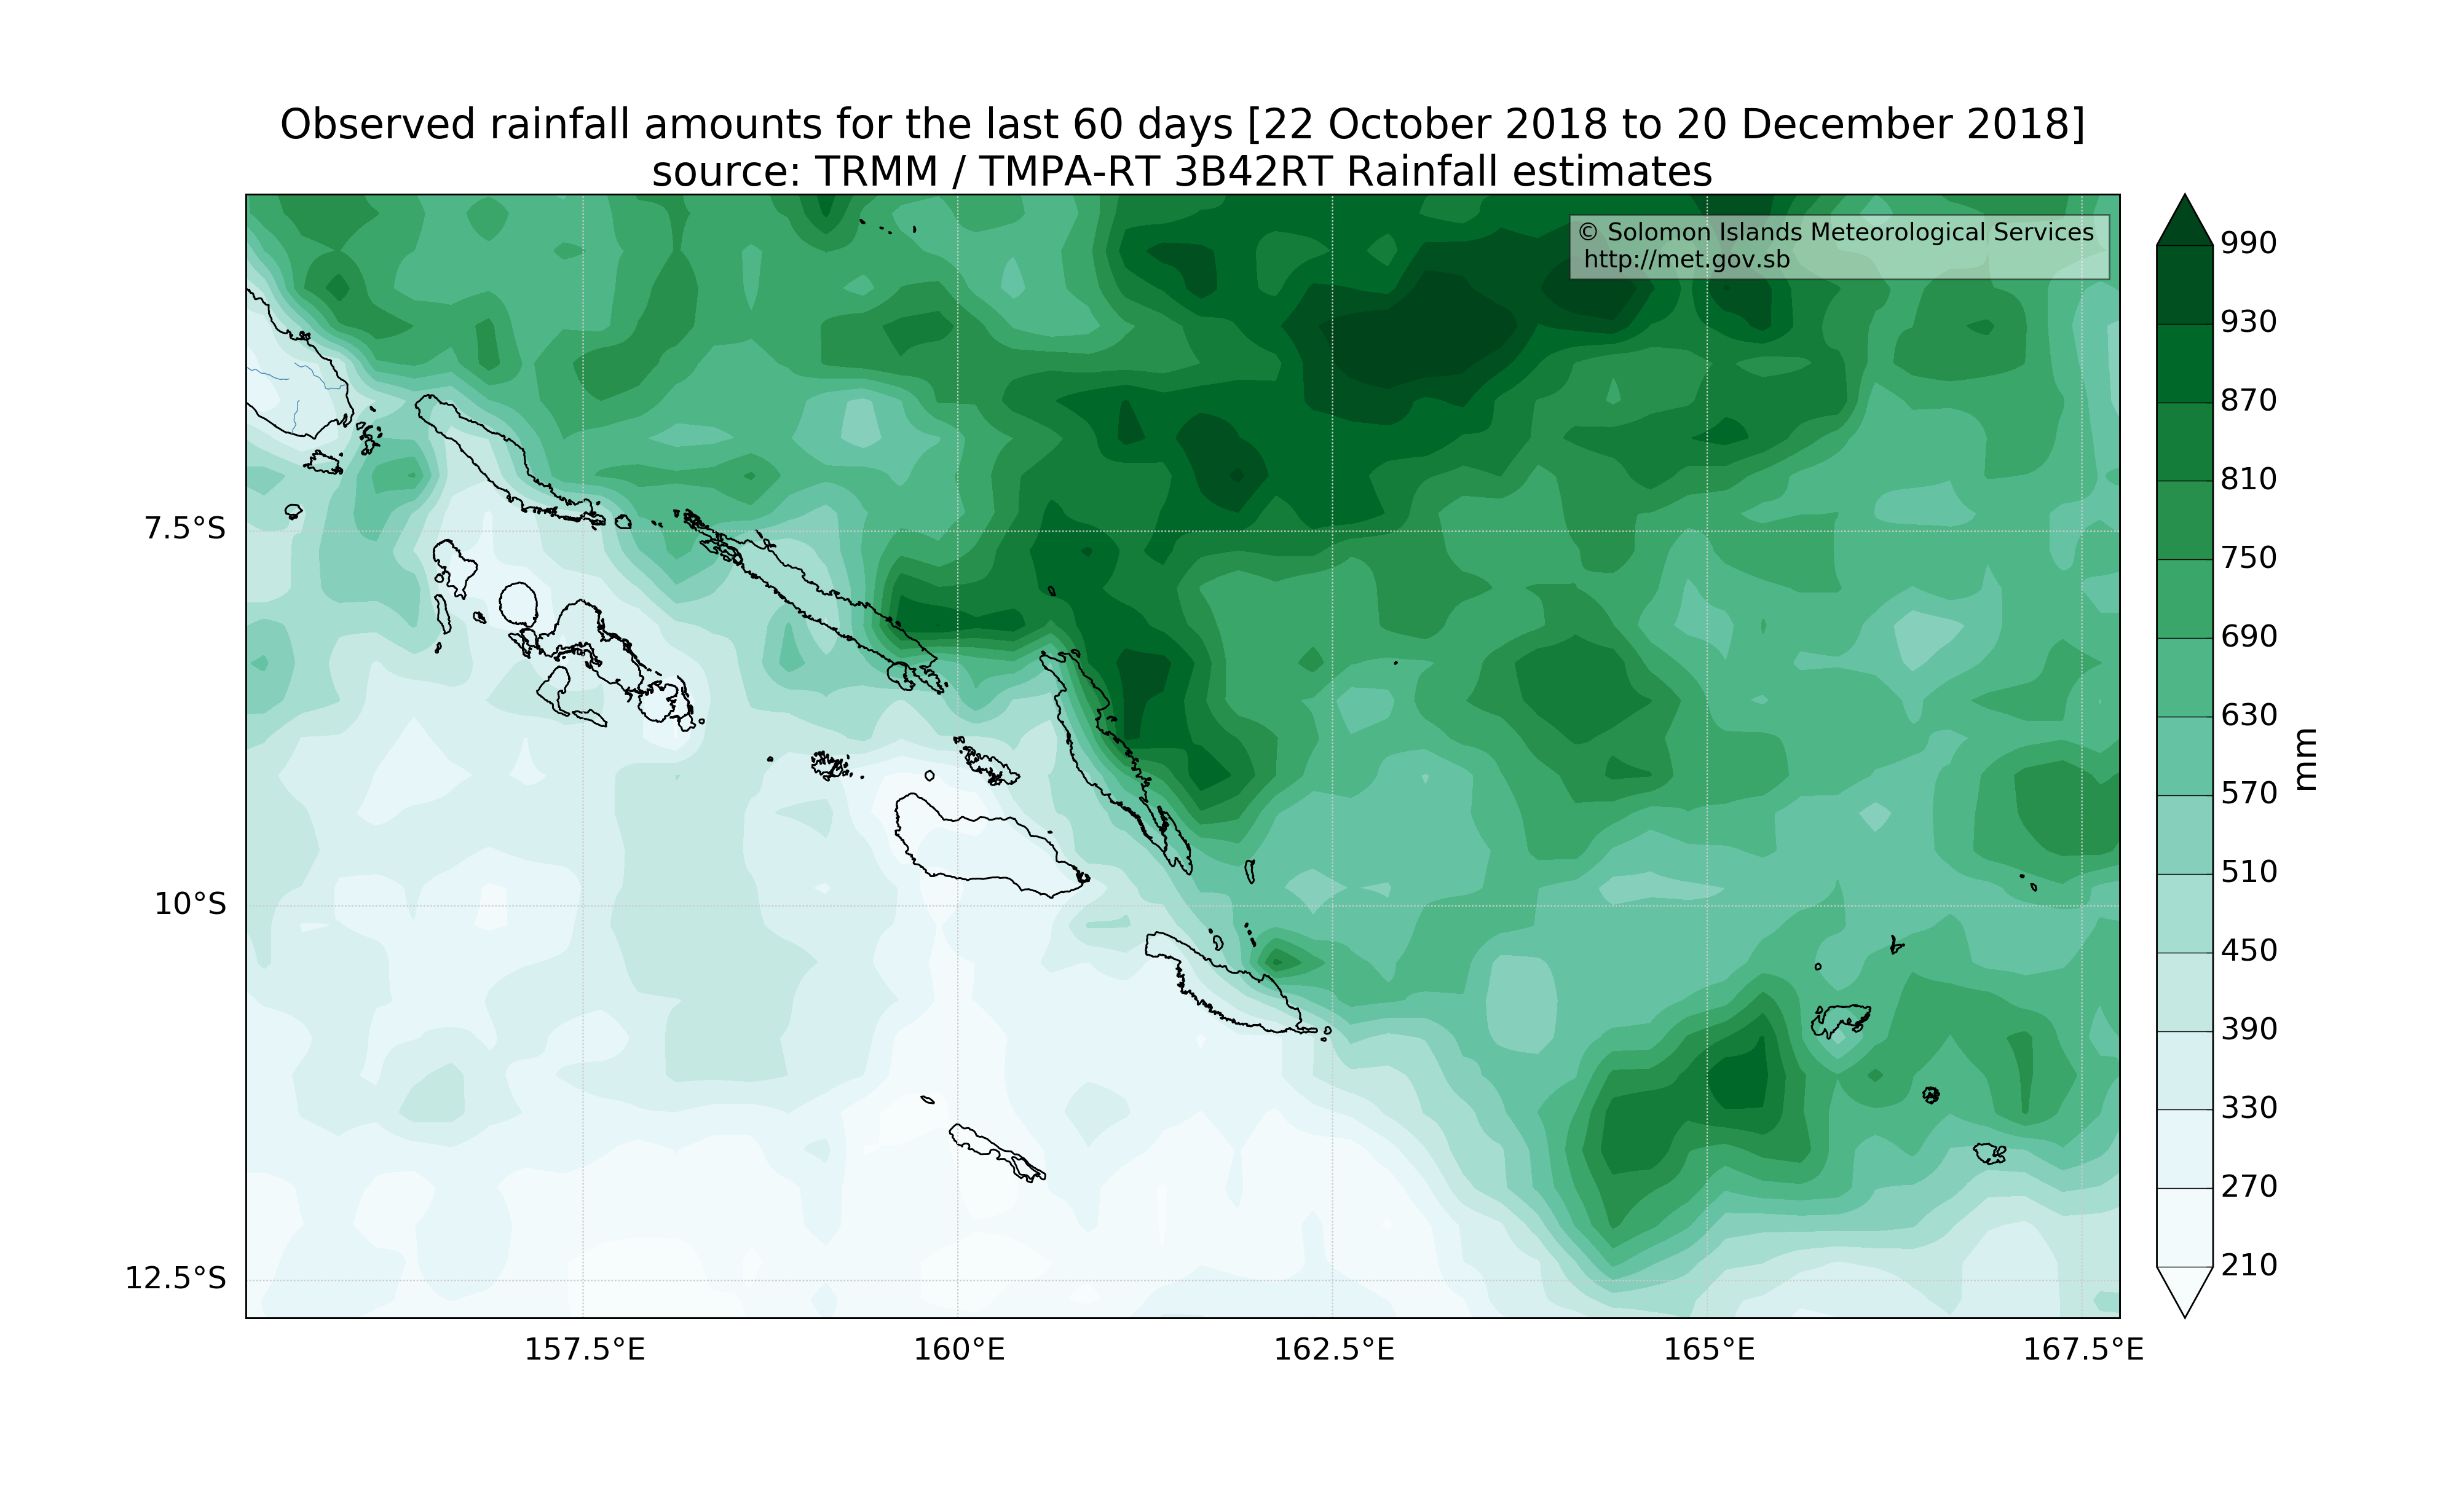 Observed rainfall amounts for the last 60 days [22 October 2018 to 20 December 2018]
source: TRMM / TMPA-RT 3B42RT Rainfall estimates
© Solomon Islands Meteorological Services
http://met.gov.sb
990
930
870
810
750
690
630
570
510
450
390
330
270
210
mm
7.5°S
10°S
12.5°S
157.5°E
160°E
162.5°E
165°E
167.5°E